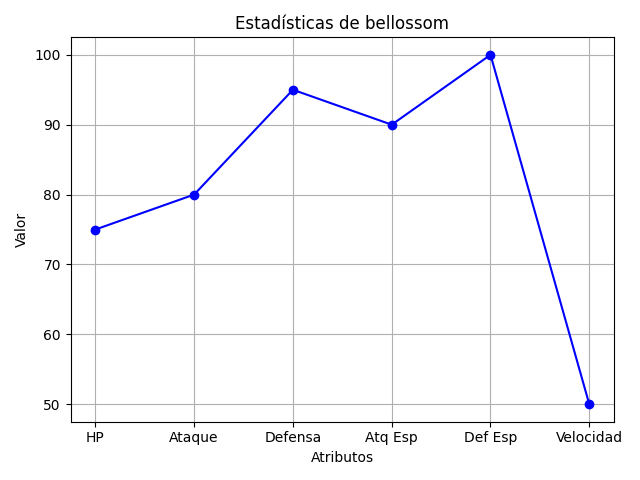 Estadísticas de bellossom
Valor
100
90
80
70
60
50
HP Ataque Defensa Atq Esp Def Esp Velocidad
Atributos